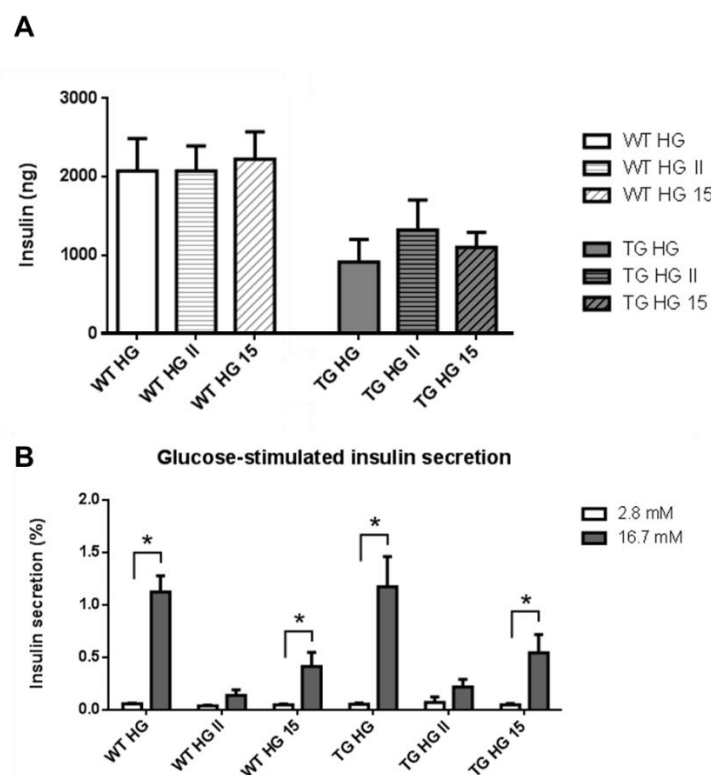 A
3000
2000
1000
0
Insulin (ng)
WT HG
WT HG II
WT HG 15
TG HG
TG HG II
TG HG 15
WT HG
WT HG II
WT HG 15
TG HG
TG HG II
TG HG 15
B
Glucose-stimulated insulin secretion
2.0
1.5
1.0
0.5
0.0
Insulin secretion (%)
*
*
*
*
2.8 mM
16.7 mM
WT HG
WT HG II
WT HG 15
TG HG
TG HG II
TG HG 15